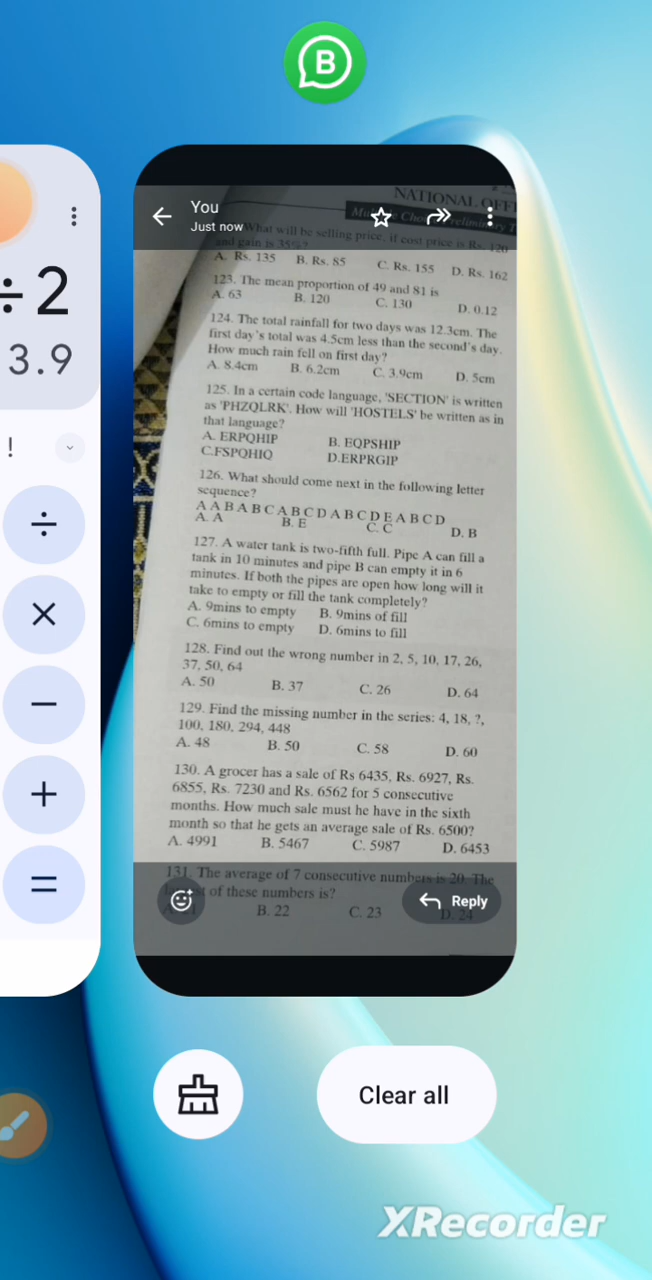 B
÷2
3.9
!
÷
×
−
+
=
You
Just now
NATIONAL OFF
Preliminary T
What will be selling price, if cost price is Rs. 120
and gain is 35%?
A. Rs. 135 B. Rs. 85 C. Rs. 155 D. Rs. 162
123. The mean proportion of 49 and 81 is
A. 63 B. 120 C. 130 D. 0.12
124. The total rainfall for two days was 12.3cm. The
first day's total was 4.5cm less than the second's day.
How much rain fell on first day?
A. 8.4cm B. 6.2cm C. 3.9cm D. 5cm
125. In a certain code language, 'SECTION' is written
as 'PHZQLRK'. How will 'HOSTELS' be written as in
that language?
A. ERPQHIP B. EQPSHIP
C.FSPQHIQ D.ERPRGIP
126. What should come next in the following letter
sequence?
A A B A B C A B C D A B C D E A B C D
A. A B. E C. C D. B
127. A water tank is two-fifth full. Pipe A can fill a
tank in 10 minutes and pipe B can empty it in 6
minutes. If both the pipes are open how long will it
take to empty or fill the tank completely?
A. 9mins to empty B. 9mins of fill
C. 6mins to empty D. 6mins to fill
128. Find out the wrong number in 2, 5, 10, 17, 26,
37, 50, 64
A. 50 B. 37 C. 26 D. 64
129. Find the missing number in the series: 4, 18, ?,
100, 180, 294, 448
A. 48 B. 50 C. 58 D. 60
130. A grocer has a sale of Rs 6435, Rs. 6927, Rs.
6855, Rs. 7230 and Rs. 6562 for 5 consecutive
months. How much sale must he have in the sixth
month so that he gets an average sale of Rs. 6500?
A. 4991 B. 5467 C. 5987 D. 6453
131. The average of 7 consecutive numbers is 20. The
of these numbers is?
B. 22 C. 23 D. 24
Reply
Clear all
XRecorder